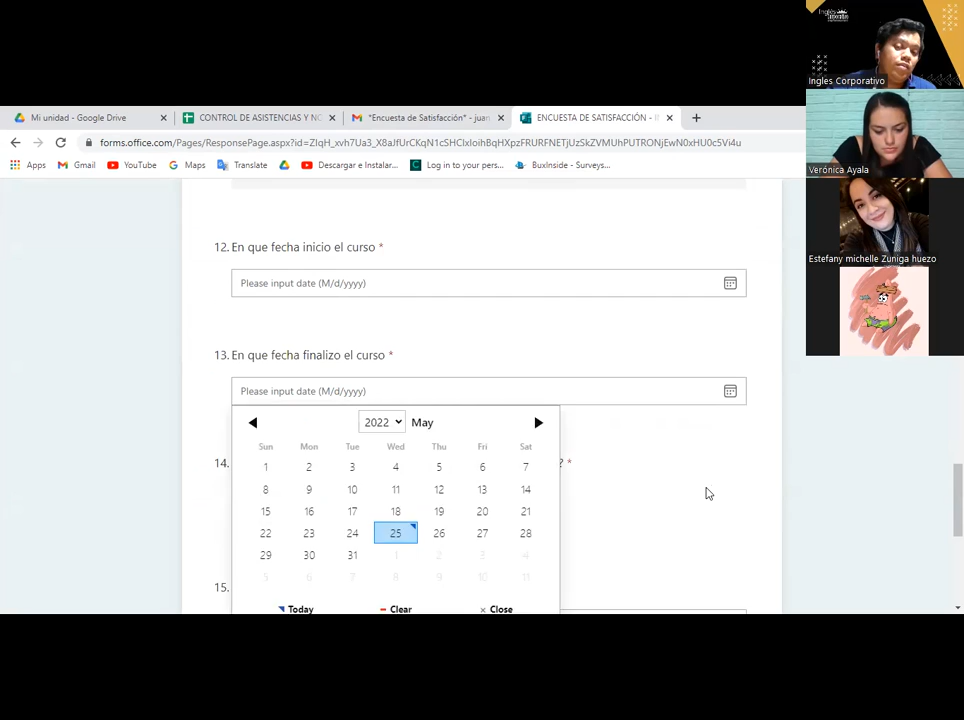 Inglés
Corporativo
Ingles Corporativo
Mi unidad - Google Drive
CONTROL DE ASISTENCIAS Y NO
"Encuesta de Satisfacción" - juan
ENCUESTA DE SATISFACCIÓN - I
forms.office.com/Pages/ResponsePage.aspx?id=ZIqH_xvh7Ua3_X8aJfUrCKqN1cSHCIxIoihBqHXpzFRURFNETjUzSkZVMUhPUTRONjEwN0xHU0c5Vi4u
Apps
Gmail
YouTube
Maps
Translate
Descargar e Instalar...
Log in to your pers...
BuxInside - Surveys...
Verónica Ayala
12. En que fecha inicio el curso *
Estefany michelle Zuniga huezo
Please input date (M/d/yyyy)
13. En que fecha finalizo el curso *
Please input date (M/d/yyyy)
2022 May
Sun Mon Tue Wed Thu Fri Sat
14. ? *
1 2 3 4 5 6 7
8 9 10 11 12 13 14
15 16 17 18 19 20 21
22 23 24 25 26 27 28
29 30 31 1 2 3 4
5 6 7 8 9 10 11
15.
Today Clear Close